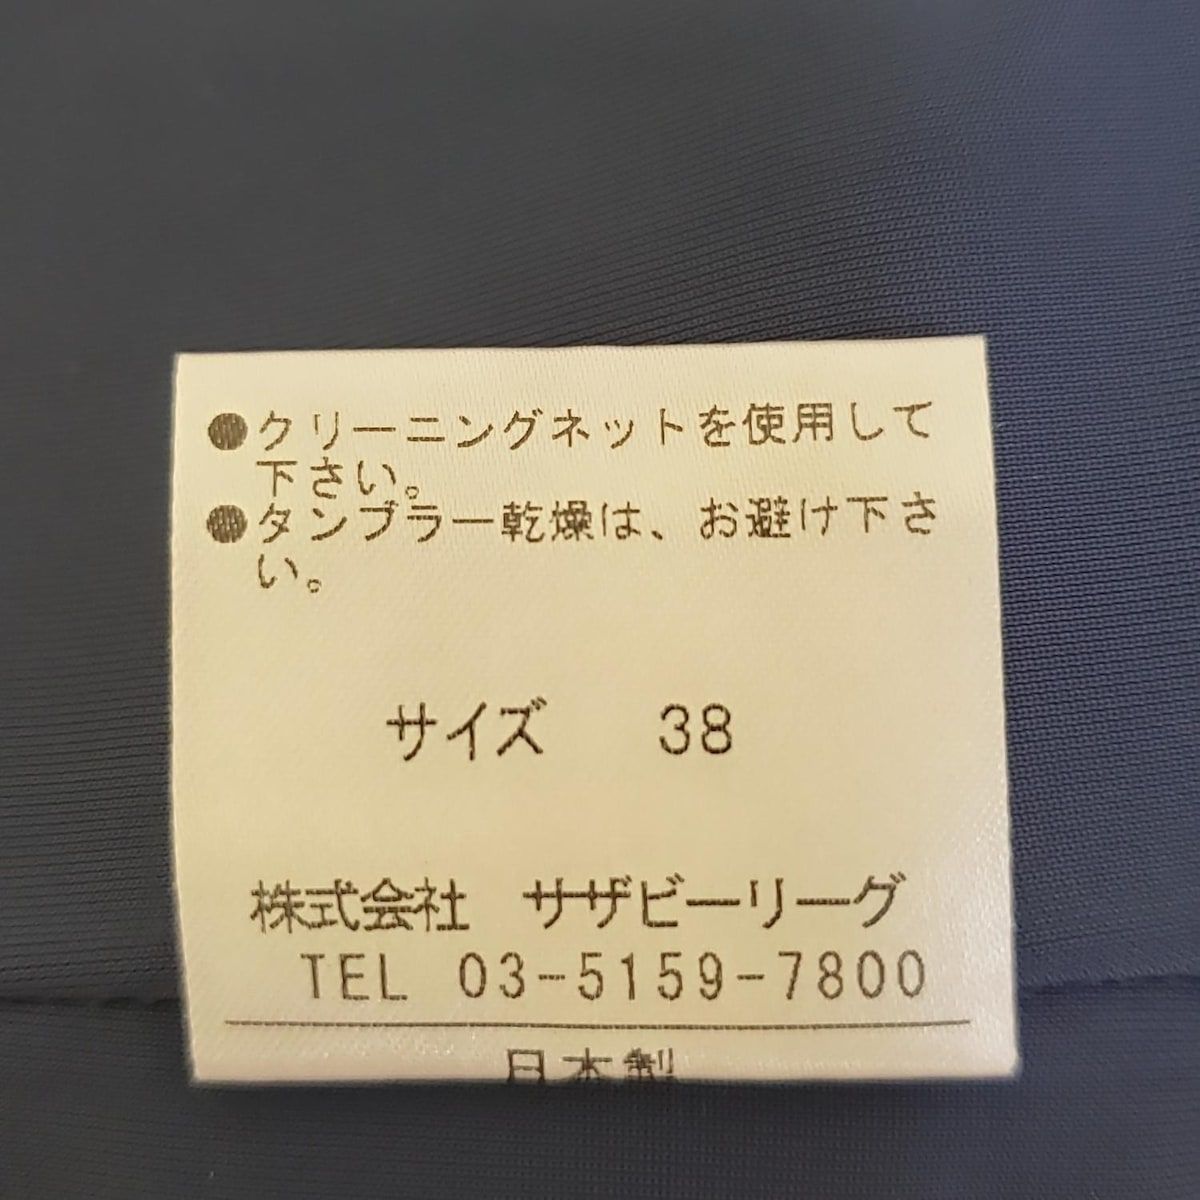 ●クリーニングネットを使用して
下さい。
●タンブラー乾燥は、お避け下さ
い。
サイズ 38
株式会社 サザビーリーグ
TEL 03-5159-7800
日本製